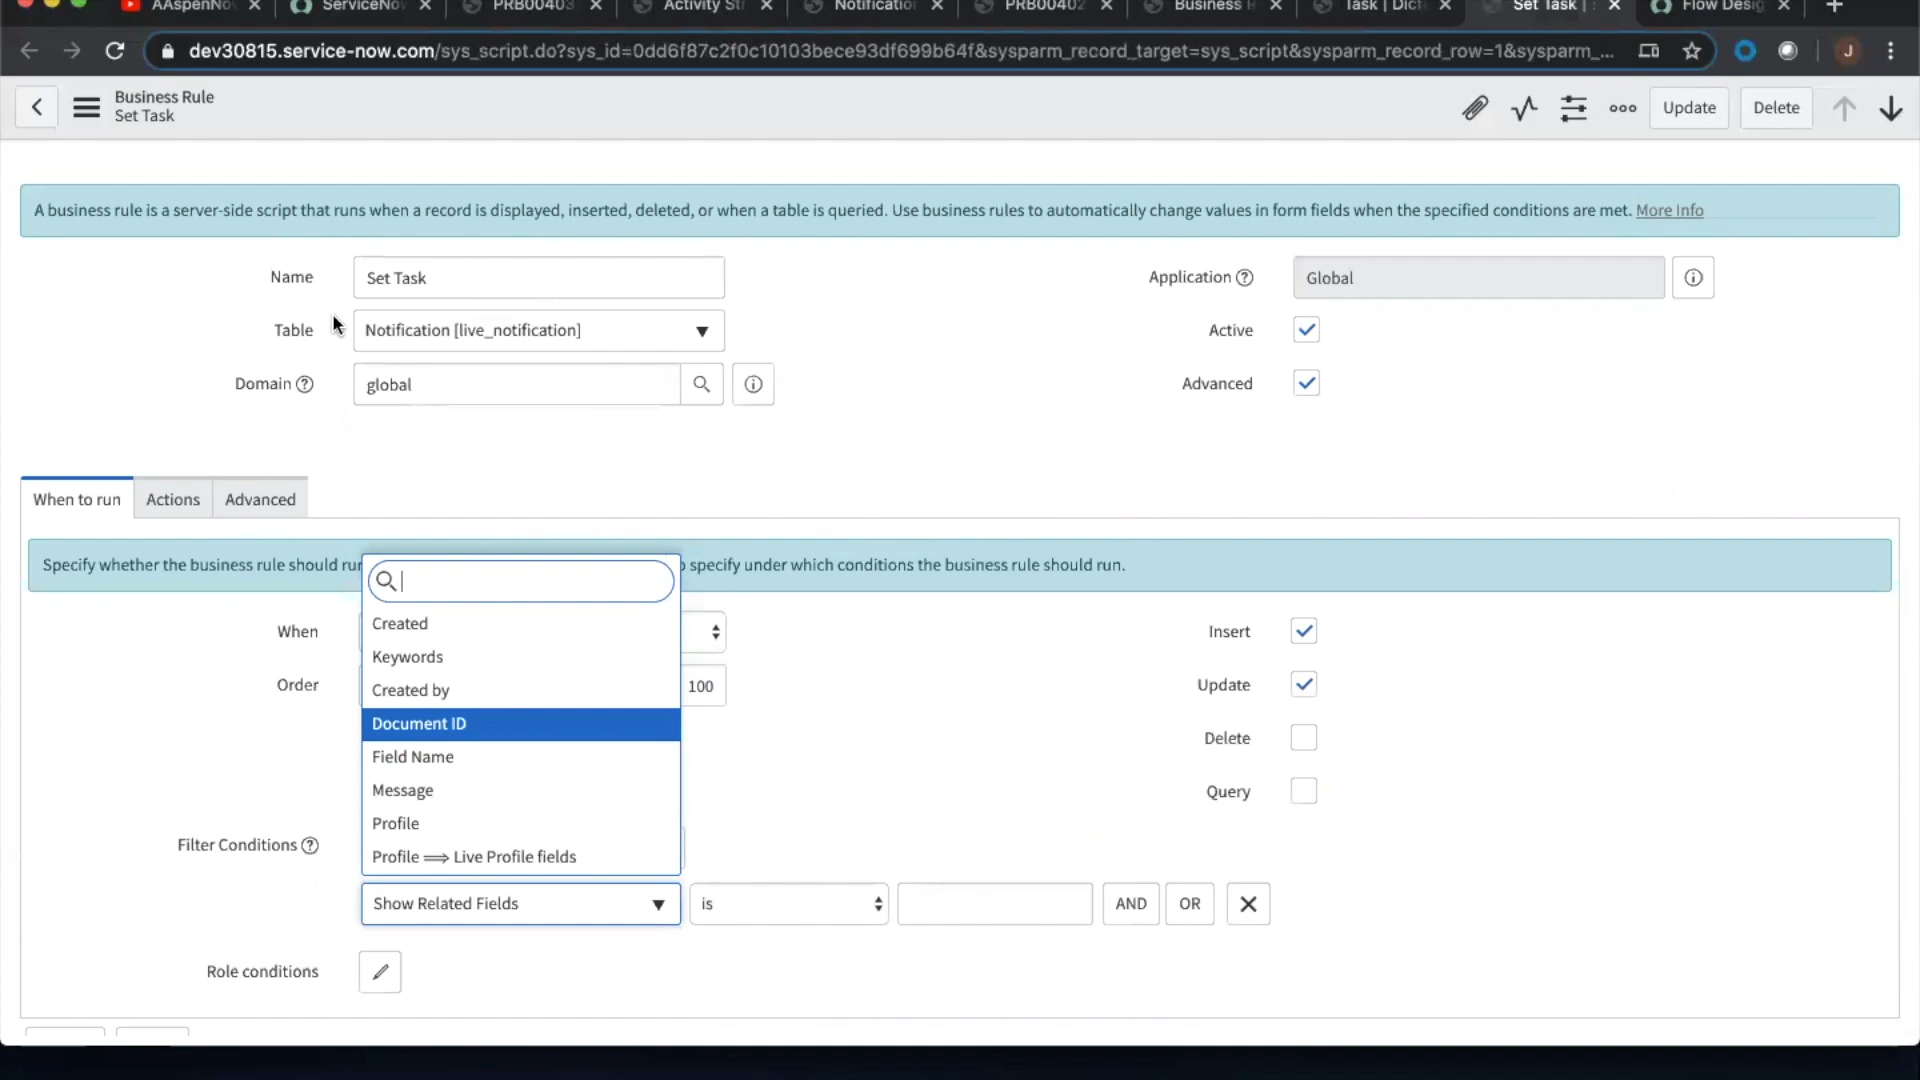 AAspenNo
ServiceNo
PRB00403
Activity St
Notification
PRB00402
Business R
Task | Dict
Set Task |
Flow Desig
dev30815.service-now.com/sys_script.do?sys_id=0dd6f87c2f0c10103bece93df699b64f&sysparm_record_target=sys_script&sysparm_record_row=1&sysparm_...
J
Business Rule
Set Task
Update
Delete
A business rule is a server-side script that runs when a record is displayed, inserted, deleted, or when a table is queried. Use business rules to automatically change values in form fields when the specified conditions are met. More Info
Name
Set Task
Application
Global
Table
Notification [live_notification]
Active
Domain
global
Advanced
When to run
Actions
Advanced
Specify whether the business rule should ru
specify under which conditions the business rule should run.
Created
When
Insert
Keywords
Order
100
Update
Created by
Document ID
Delete
Field Name
Message
Query
Profile
Filter Conditions
Profile ⟹ Live Profile fields
Show Related Fields
is
AND
OR
Role conditions